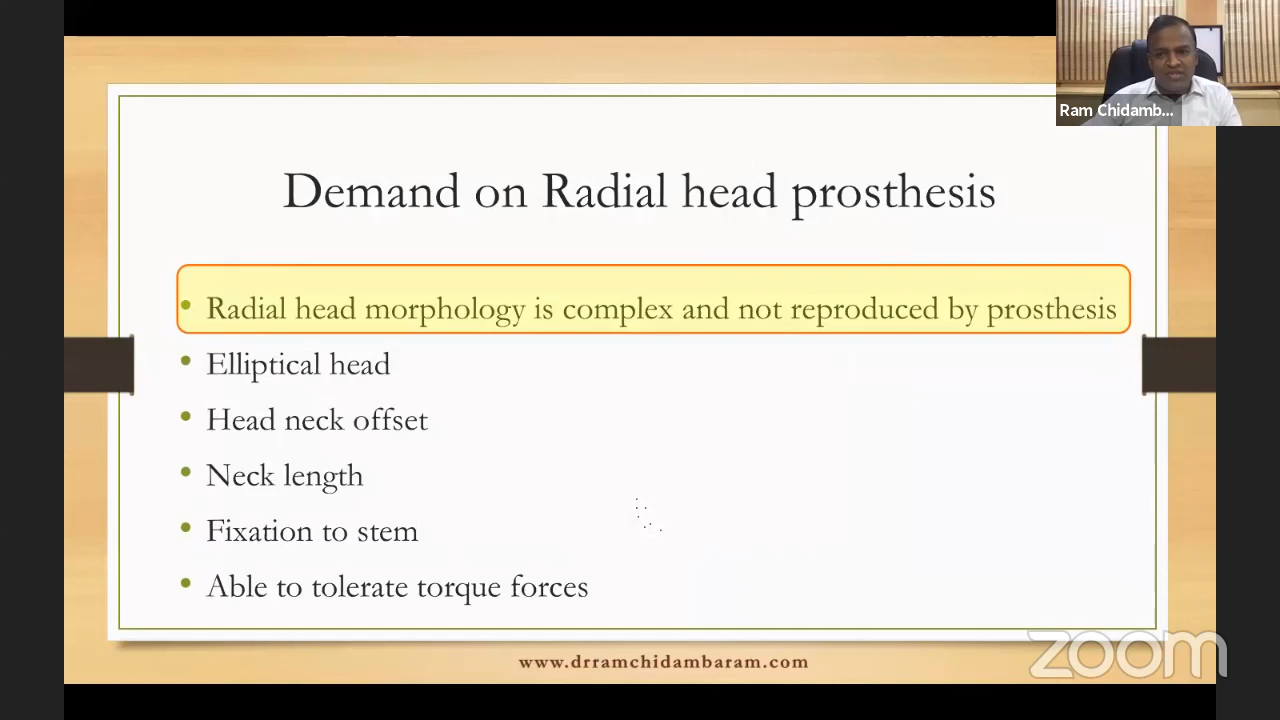 Ram Chidamb...
Demand on Radial head prosthesis
• Radial head morphology is complex and not reproduced by prosthesis
• Elliptical head
• Head neck offset
• Neck length
• Fixation to stem
• Able to tolerate torque forces
zoom
www.drramchidambaram.com